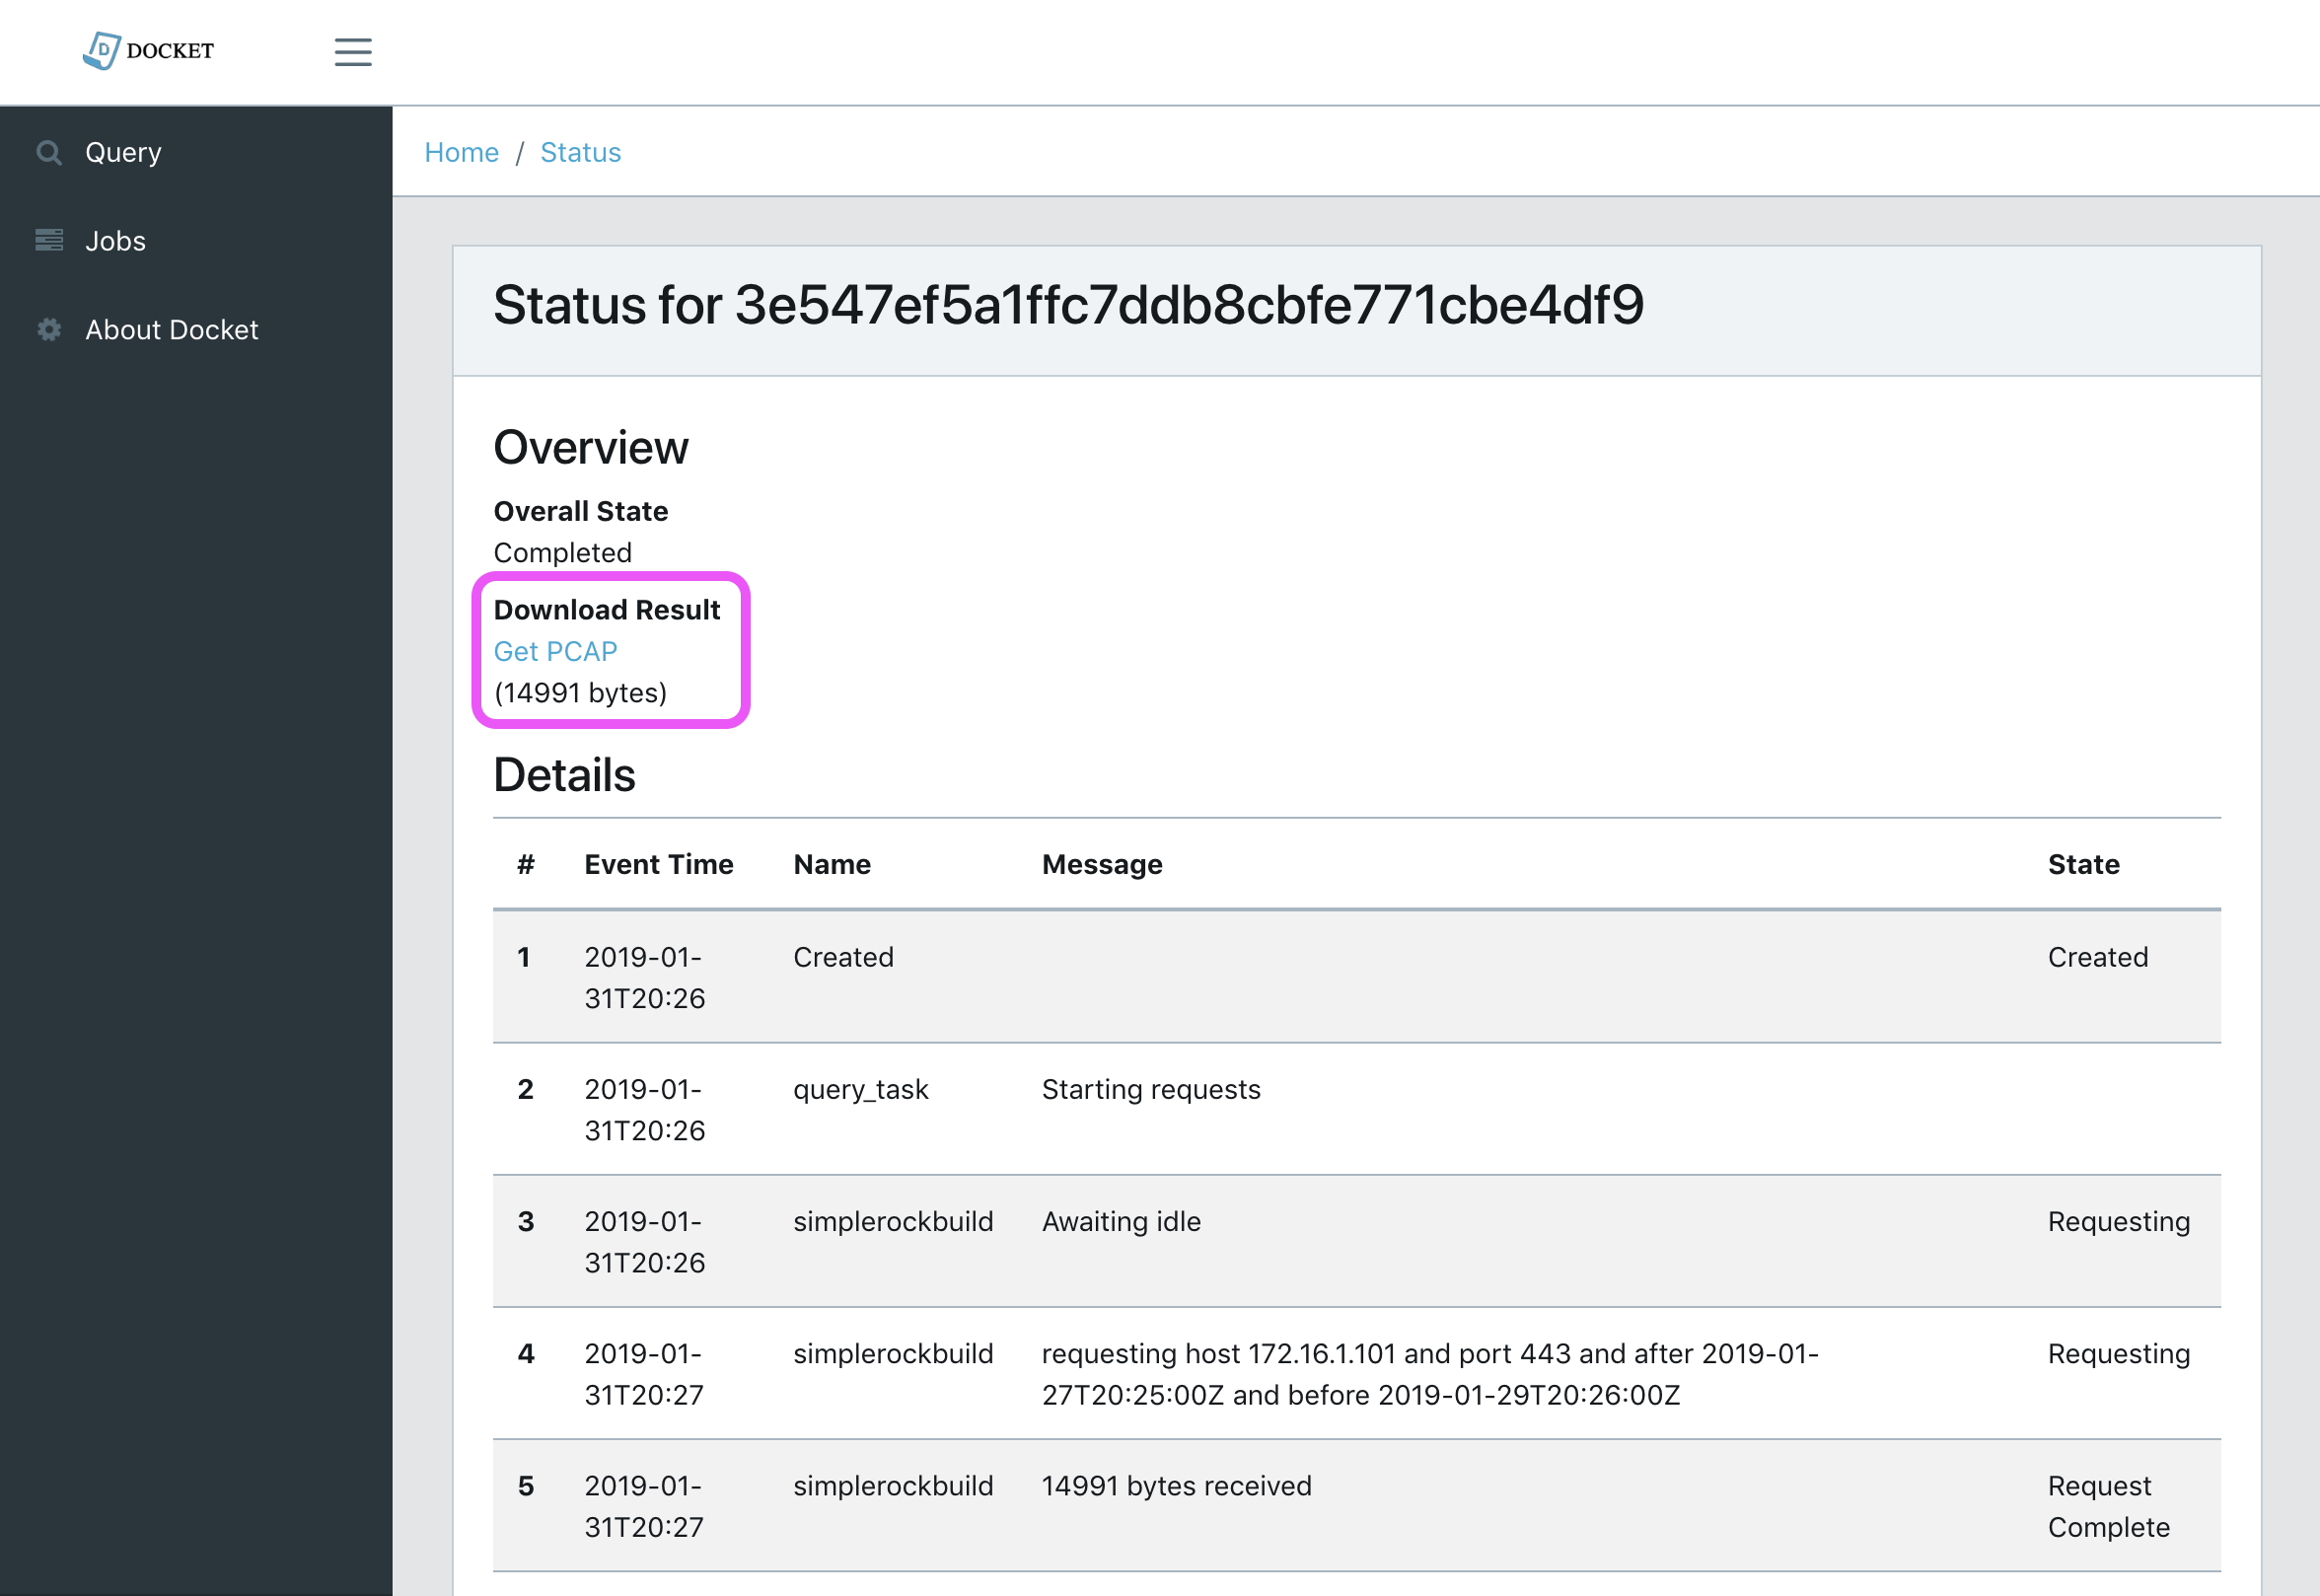 D DOCKET
Query
Jobs
About Docket
Home / Status
Status for 3e547ef5a1ffc7ddb8cbfe771cbe4df9
Overview
Overall State
Completed
Download Result
Get PCAP
(14991 bytes)
Details
# Event Time Name Message State
1 2019-01- Created Created
31T20:26
2 2019-01- query_task Starting requests
31T20:26
3 2019-01- simplerockbuild Awaiting idle Requesting
31T20:26
4 2019-01- simplerockbuild requesting host 172.16.1.101 and port 443 and after 2019-01- Requesting
31T20:27 27T20:25:00Z and before 2019-01-29T20:26:00Z
5 2019-01- simplerockbuild 14991 bytes received Request
31T20:27 Complete